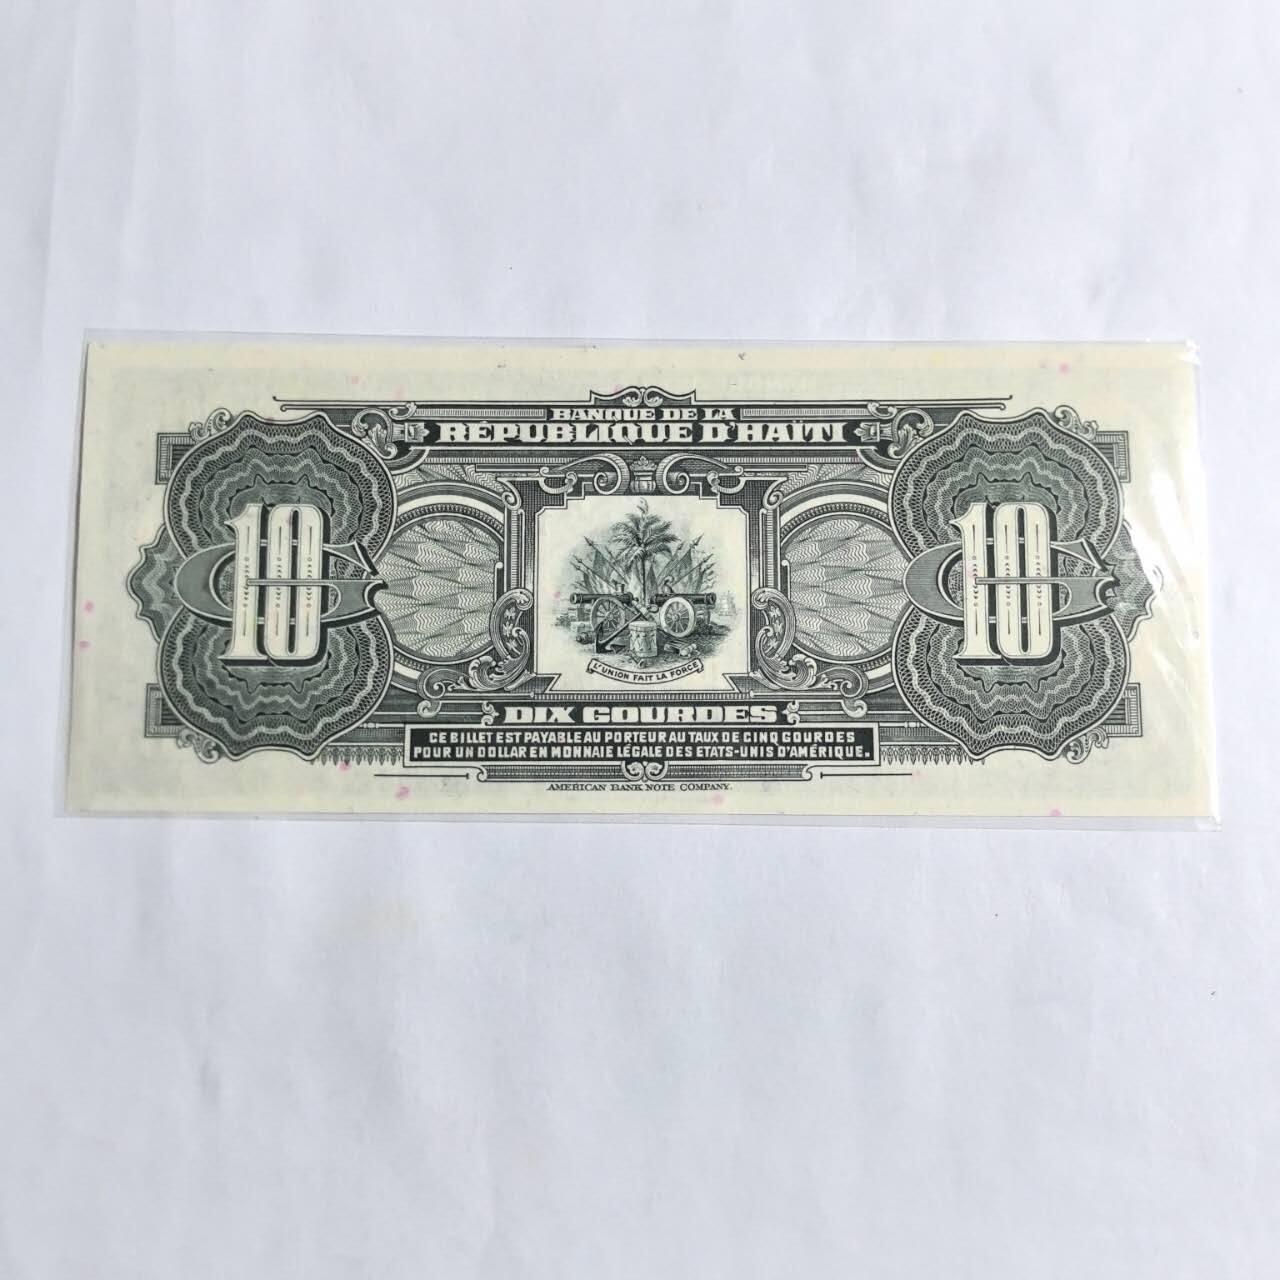 BANQUE DE LA
RÉPUBLIQUE D'HAÏTI
10 G
10 G
L'UNION FAIT LA FORCE
DIX GOURDES
CE BILLET EST PAYABLE AU PORTEUR AU TAUX DE CINQ GOURDES
POUR UN DOLLAR EN MONNAIE LÉGALE DES ETATS-UNIS D'AMÉRIQUE.
AMERICAN BANK NOTE COMPANY.